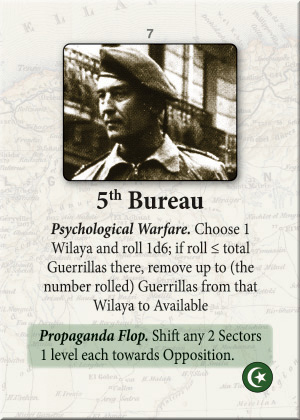 7
5th Bureau
Psychological Warfare. Choose 1
Wilaya and roll 1d6; if roll ≤ total
Guerrillas there, remove up to (the
number rolled) Guerrillas from that
Wilaya to Available
Propaganda Flop. Shift any 2 Sectors
1 level each towards Opposition.